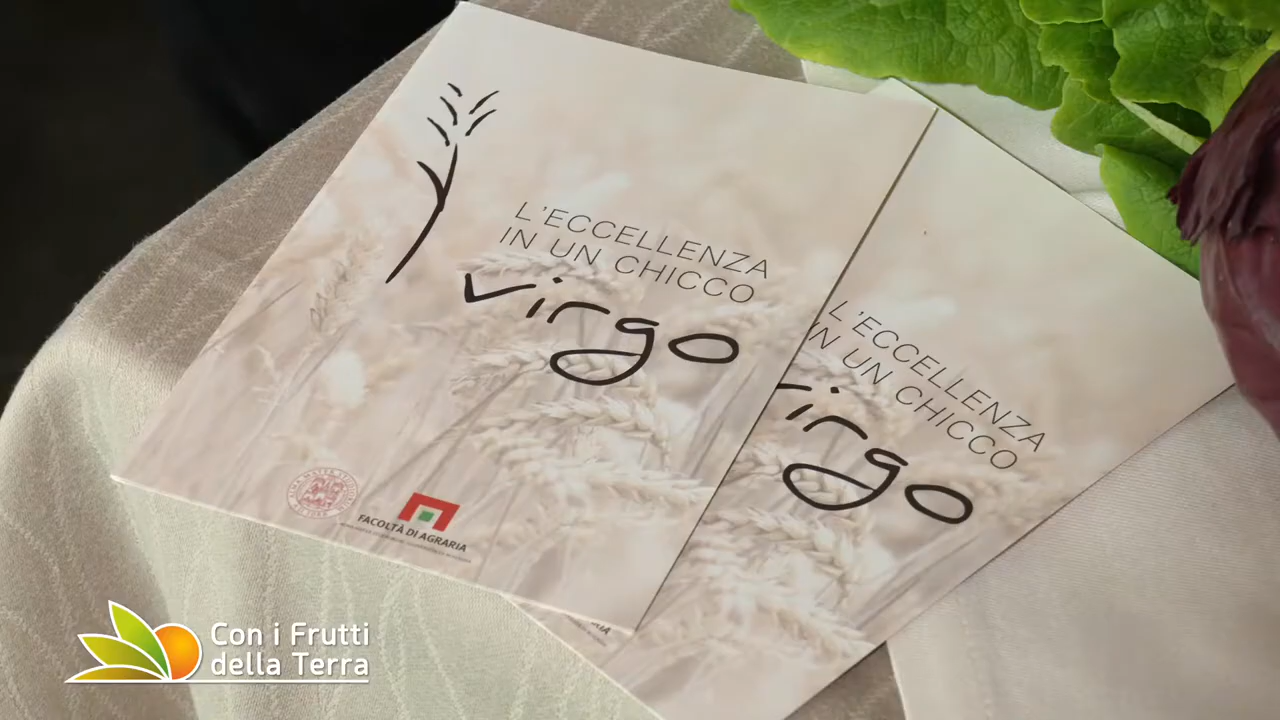 L'ECCELLENZA
IN UN CHICCO
virgo
FACOLTÀ DI AGRARIA
L'ECCELLENZA
IN UN CHICCO
virgo
Con i Frutti
della Terra